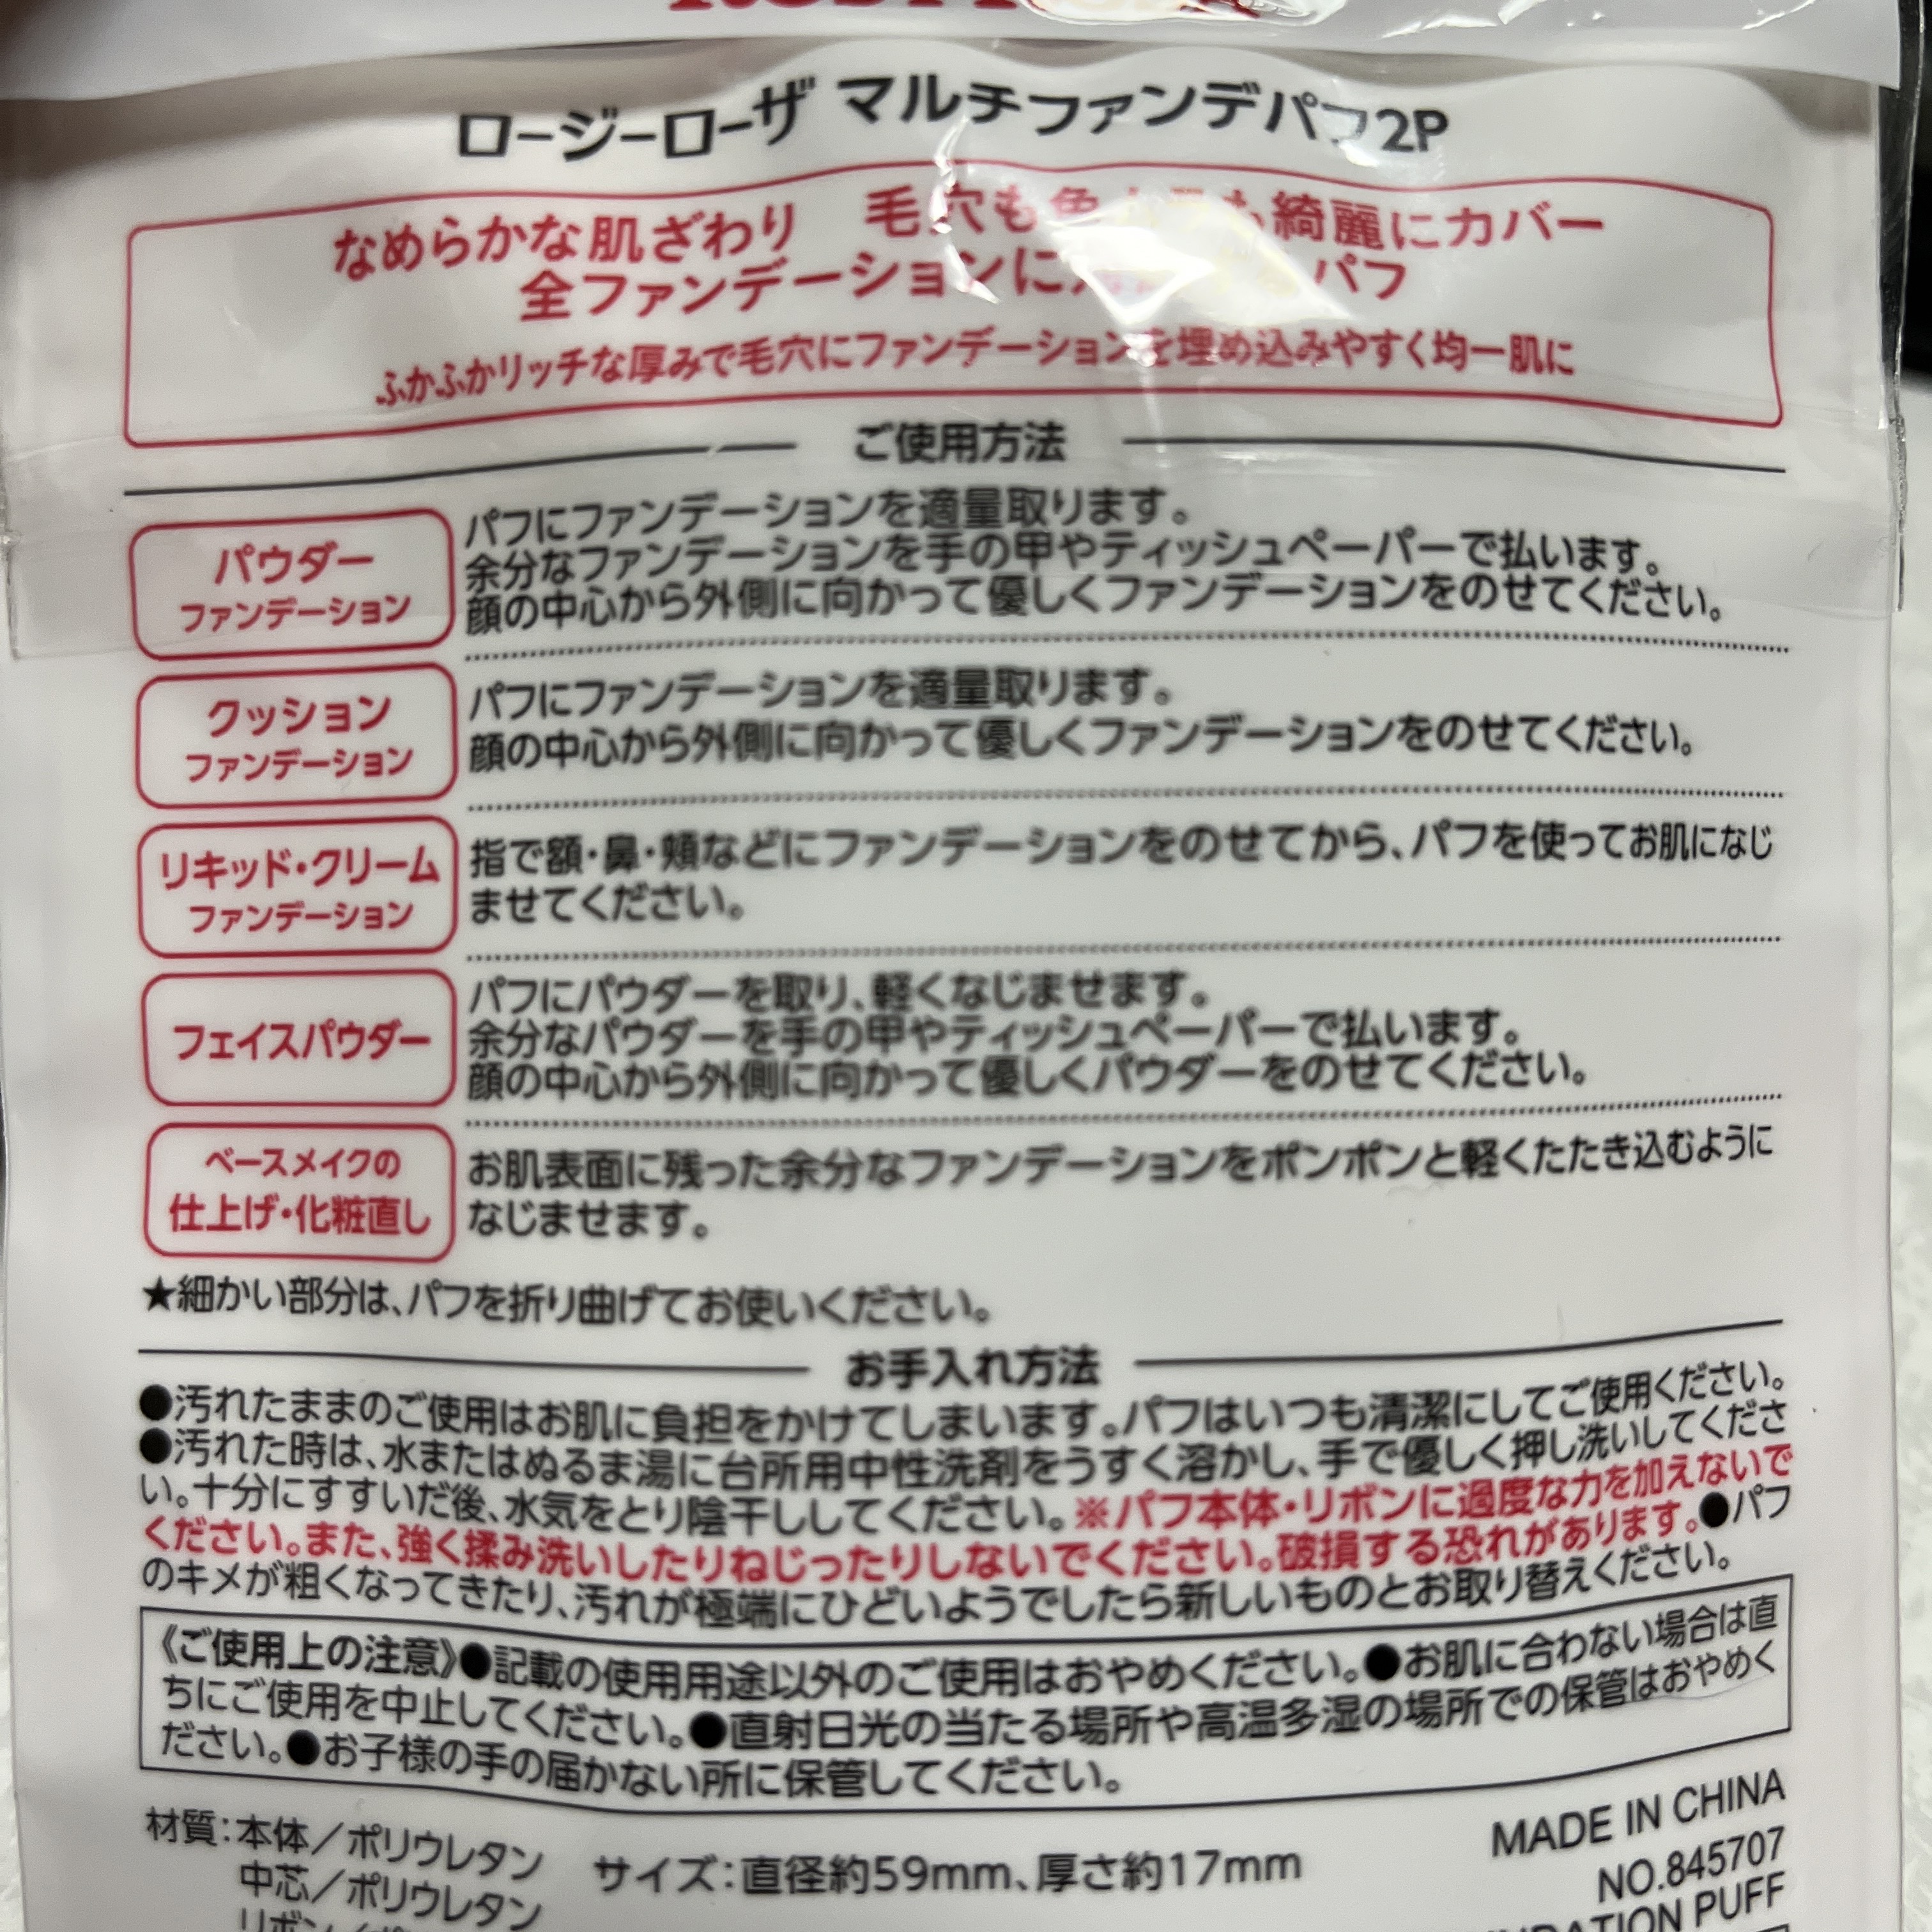 ロージーローザ マルチファンデパフ2P
なめらかな肌ざわり 毛穴も色 も綺麗にカバー
全ファンデーションに パフ
ふかふかリッチな厚みで毛穴にファンデーションを埋め込みやすく均一肌に
ご使用方法
パウダー
ファンデーション
パフにファンデーションを適量取ります。
余分なファンデーションを手の甲やティッシュペーパーで払います。
顔の中心から外側に向かって優しくファンデーションをのせてください。
クッション
ファンデーション
パフにファンデーションを適量取ります。
顔の中心から外側に向かって優しくファンデーションをのせてください。
リキッド・クリーム
ファンデーション
指で額・鼻・頬などにファンデーションをのせてから、パフを使ってお肌になじ
ませてください。
フェイスパウダー
パフにパウダーを取り、軽くなじませます。
余分なパウダーを手の甲やティッシュペーパーで払います。
顔の中心から外側に向かって優しくパウダーをのせてください。
ベースメイクの
仕上げ・化粧直し
お肌表面に残った余分なファンデーションをポンポンと軽くたたき込むように
なじませます。
★細かい部分は、パフを折り曲げてお使いください。
お手入れ方法
●汚れたままのご使用はお肌に負担をかけてしまいます。パフはいつも清潔にしてご使用ください。
●汚れた時は、水またはぬるま湯に台所用中性洗剤をうすく溶かし、手で優しく押し洗いしてくださ
い。十分にすすいだ後、水気をとり陰干ししてください。※パフ本体・リボンに過度な力を加えないで
ください。また、強く揉み洗いしたりねじったりしないでください。破損する恐れがあります。●パフ
のキメが粗くなってきたり、汚れが極端にひどいようでしたら新しいものとお取り替えください。
《ご使用上の注意》●記載の使用用途以外のご使用はおやめください。●お肌に合わない場合は直
ちにご使用を中止してください。●直射日光の当たる場所や高温多湿の場所での保管はおやめく
ださい。●お子様の手の届かない所に保管してください。
材質：本体／ポリウレタン
中芯／ポリウレタン
サイズ：直径約59mm、厚さ約17mm
MADE IN CHINA
NO.845707
PUFF